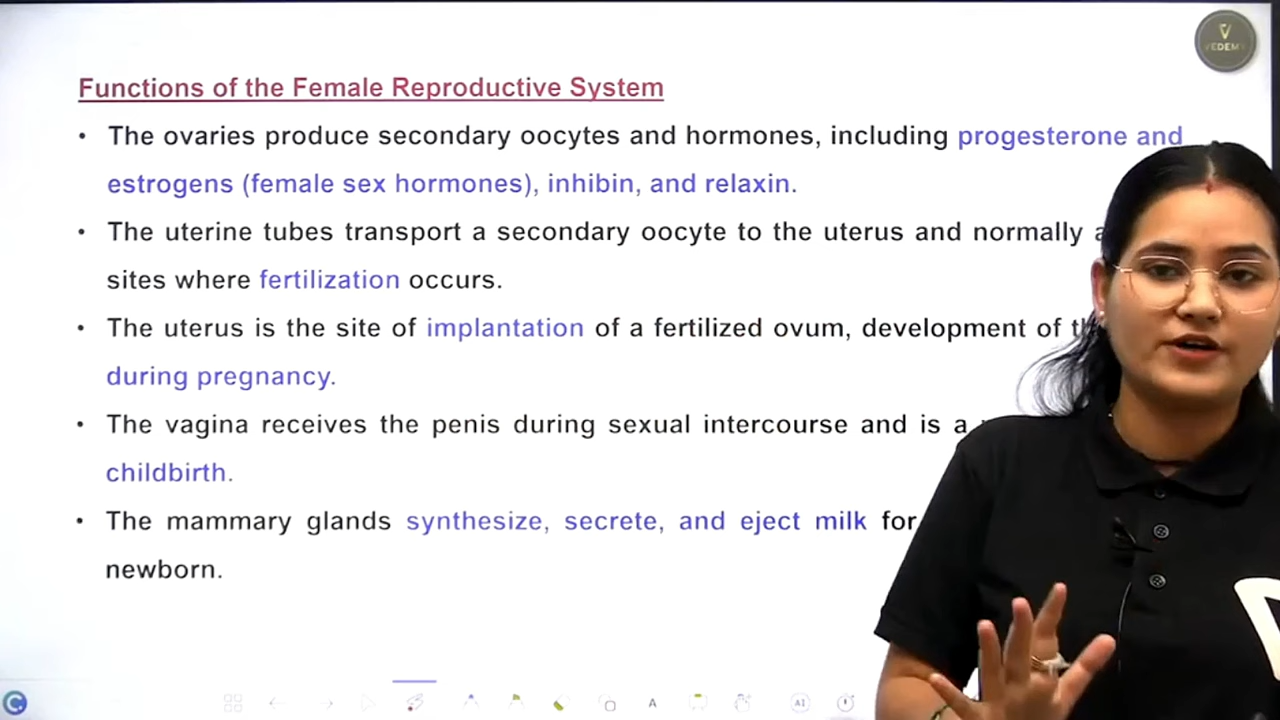 VEDEMY
Functions of the Female Reproductive System
• The ovaries produce secondary oocytes and hormones, including progesterone and
estrogens (female sex hormones), inhibin, and relaxin.
• The uterine tubes transport a secondary oocyte to the uterus and normally
sites where fertilization occurs.
• The uterus is the site of implantation of a fertilized ovum, development of
during pregnancy.
• The vagina receives the penis during sexual intercourse and is a
childbirth.
• The mammary glands synthesize, secrete, and eject milk for
newborn.
A
AI